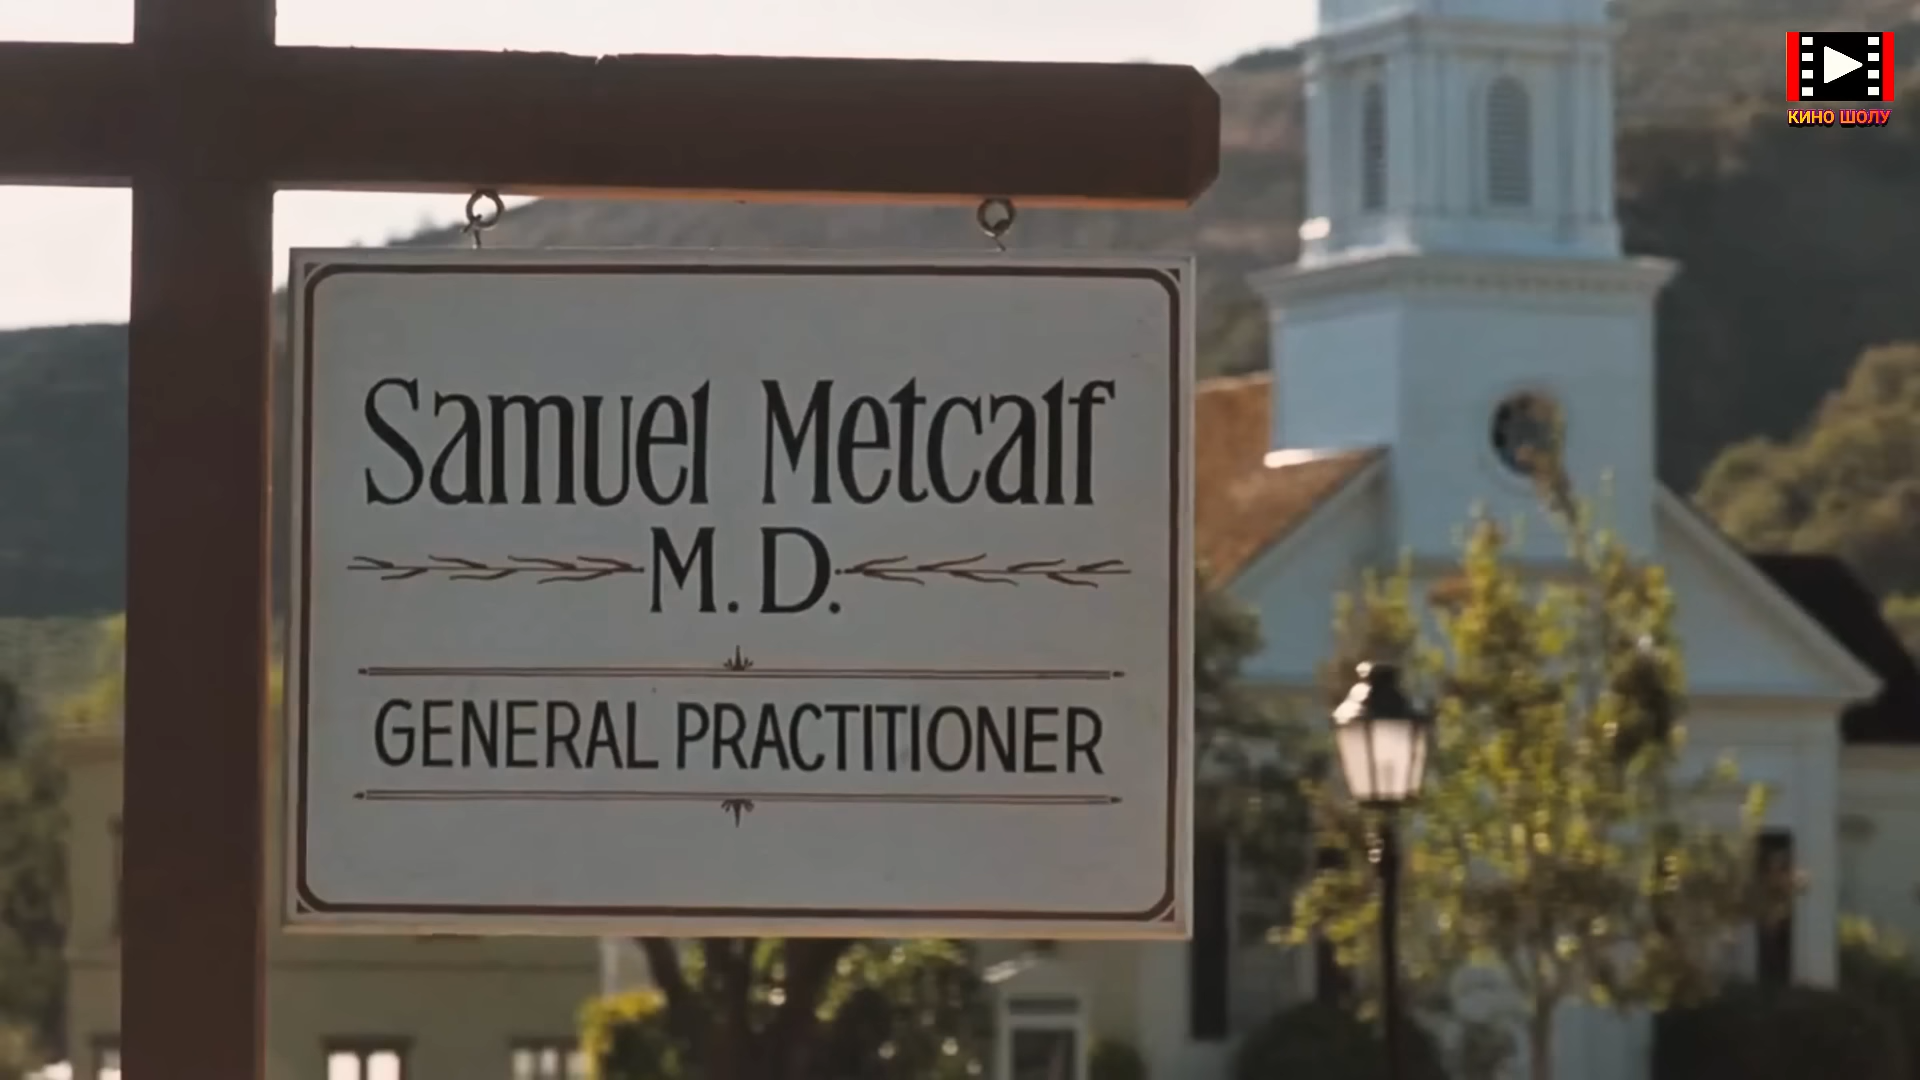 КИНО ШОЛУ
Samuel Metcalf
M.D.
GENERAL PRACTITIONER